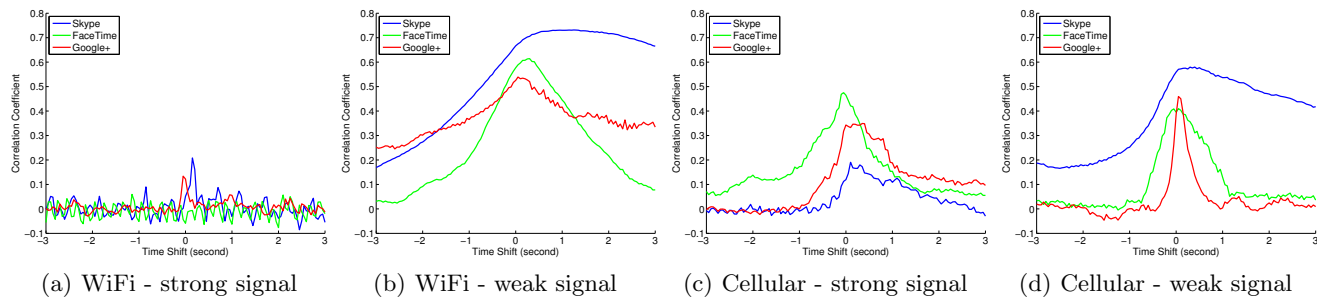 0.8
0.7
0.6
0.5
0.4
0.3
0.2
0.1
0
−0.1
Correlation Coefficient
Skype
FaceTime
Google+
−3 −2 −1 0 1 2 3
Time Shift (second)
(a) WiFi - strong signal
0.8
0.7
0.6
0.5
0.4
0.3
0.2
0.1
0
−0.1
Correlation Coefficient
Skype
FaceTime
Google+
−3 −2 −1 0 1 2 3
Time Shift (second)
(b) WiFi - weak signal
0.8
0.7
0.6
0.5
0.4
0.3
0.2
0.1
0
−0.1
Correlation Coefficient
Skype
FaceTime
Google+
−3 −2 −1 0 1 2 3
Time Shift (second)
(c) Cellular - strong signal
0.8
0.7
0.6
0.5
0.4
0.3
0.2
0.1
0
−0.1
Correlation Coefficient
Skype
FaceTime
Google+
−3 −2 −1 0 1 2 3
Time Shift (second)
(d) Cellular - weak signal